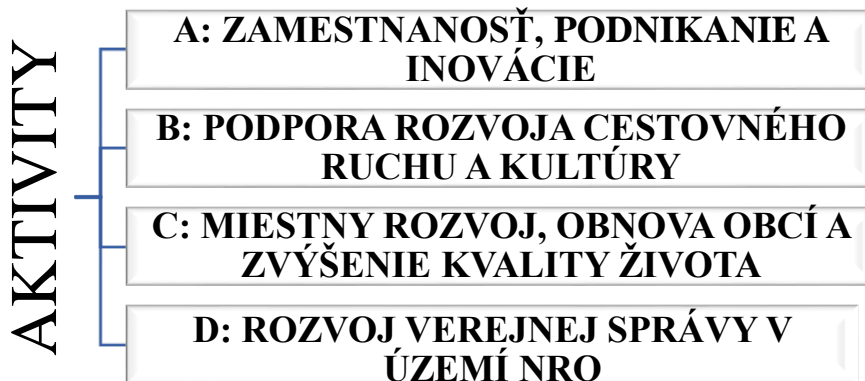 AKTIVITY
A: ZAMESTNANOSŤ, PODNIKANIE A
INOVÁCIE
B: PODPORA ROZVOJA CESTOVNÉHO
RUCHU A KULTÚRY
C: MIESTNY ROZVOJ, OBNOVA OBCÍ A
ZVÝŠENIE KVALITY ŽIVOTA
D: ROZVOJ VEREJNEJ SPRÁVY V
ÚZEMÍ NRO